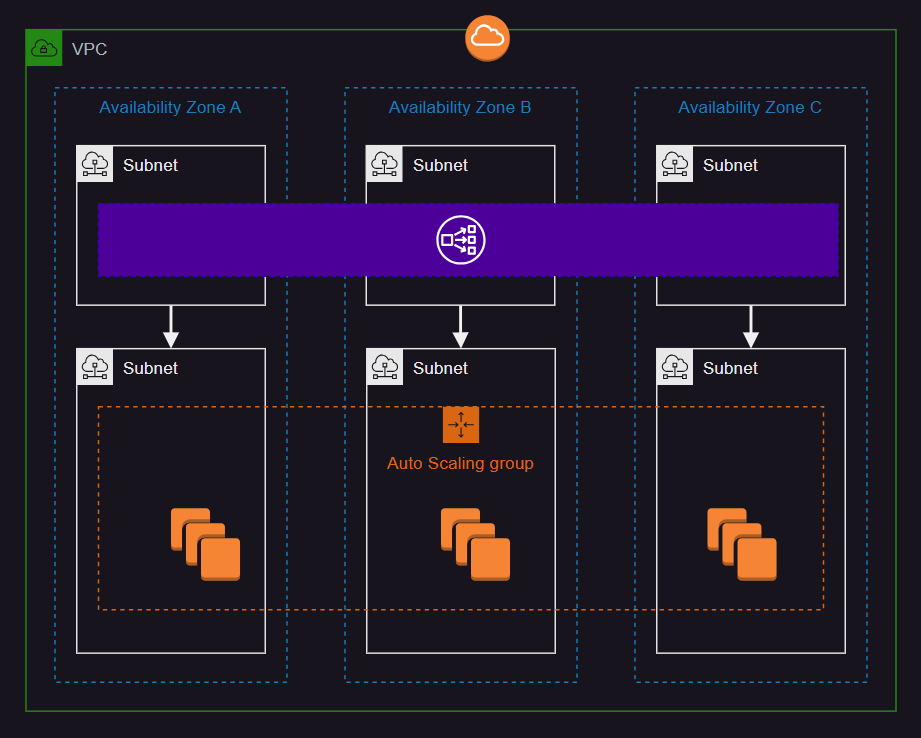 VPC
Availability Zone A
Availability Zone B
Availability Zone C
Subnet
Subnet
Subnet
Subnet
Subnet
Subnet
Auto Scaling group